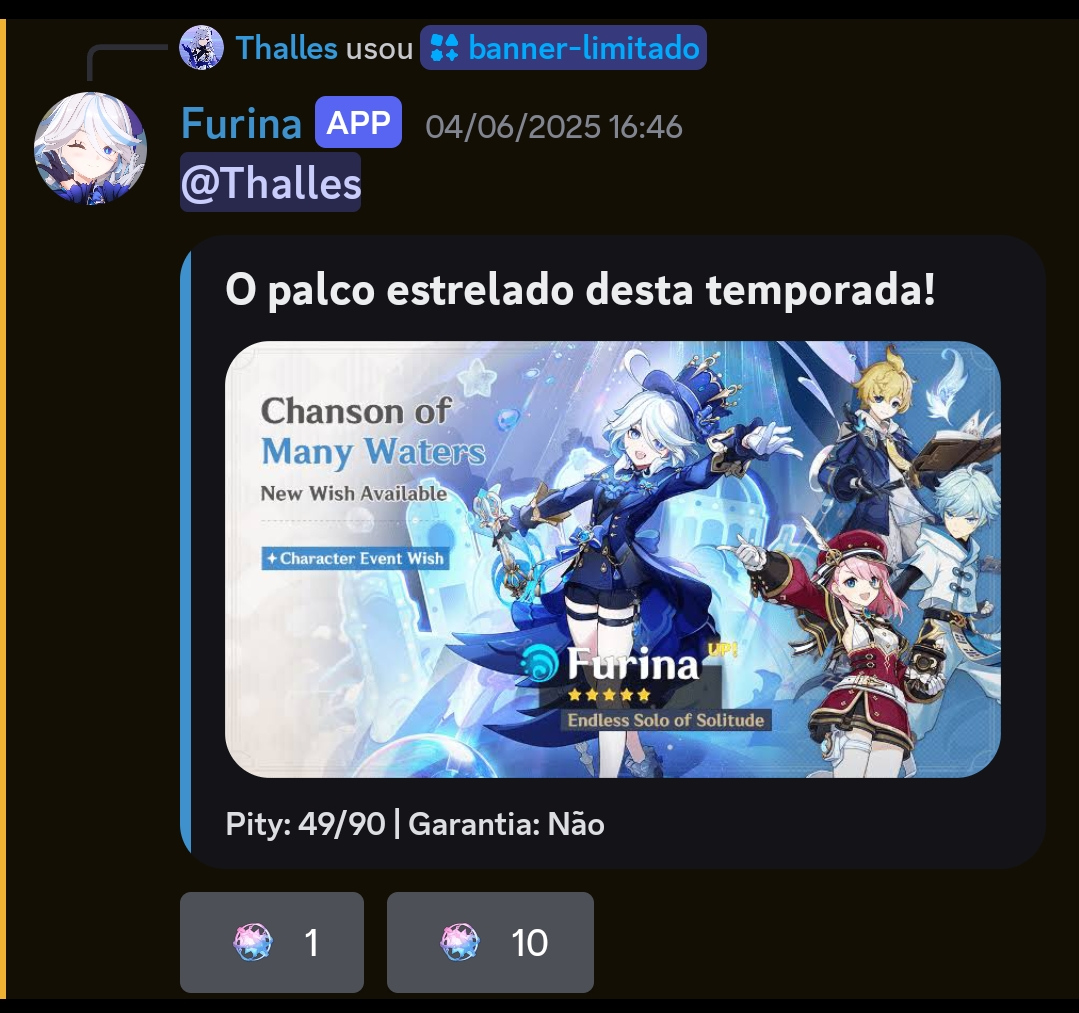 Thalles usou banner-limitado
Furina APP 04/06/2025 16:46
@Thalles
O palco estrelado desta temporada!
Chanson of
Many Waters
New Wish Available
Character Event Wish
Furina UP!
Endless Solo of Solitude
Pity: 49/90 | Garantia: Não
1 10